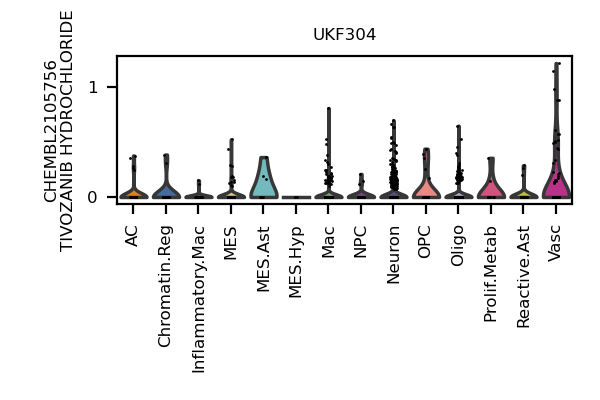 UKF304
CHEMBL2105756
TIVOZANIB HYDROCHLORIDE
1
0
AC
Chromatin.Reg
Inflammatory.Mac
MES
MES.Ast
MES.Hyp
Mac
NPC
Neuron
OPC
Oligo
Prolif.Metab
Reactive.Ast
Vasc